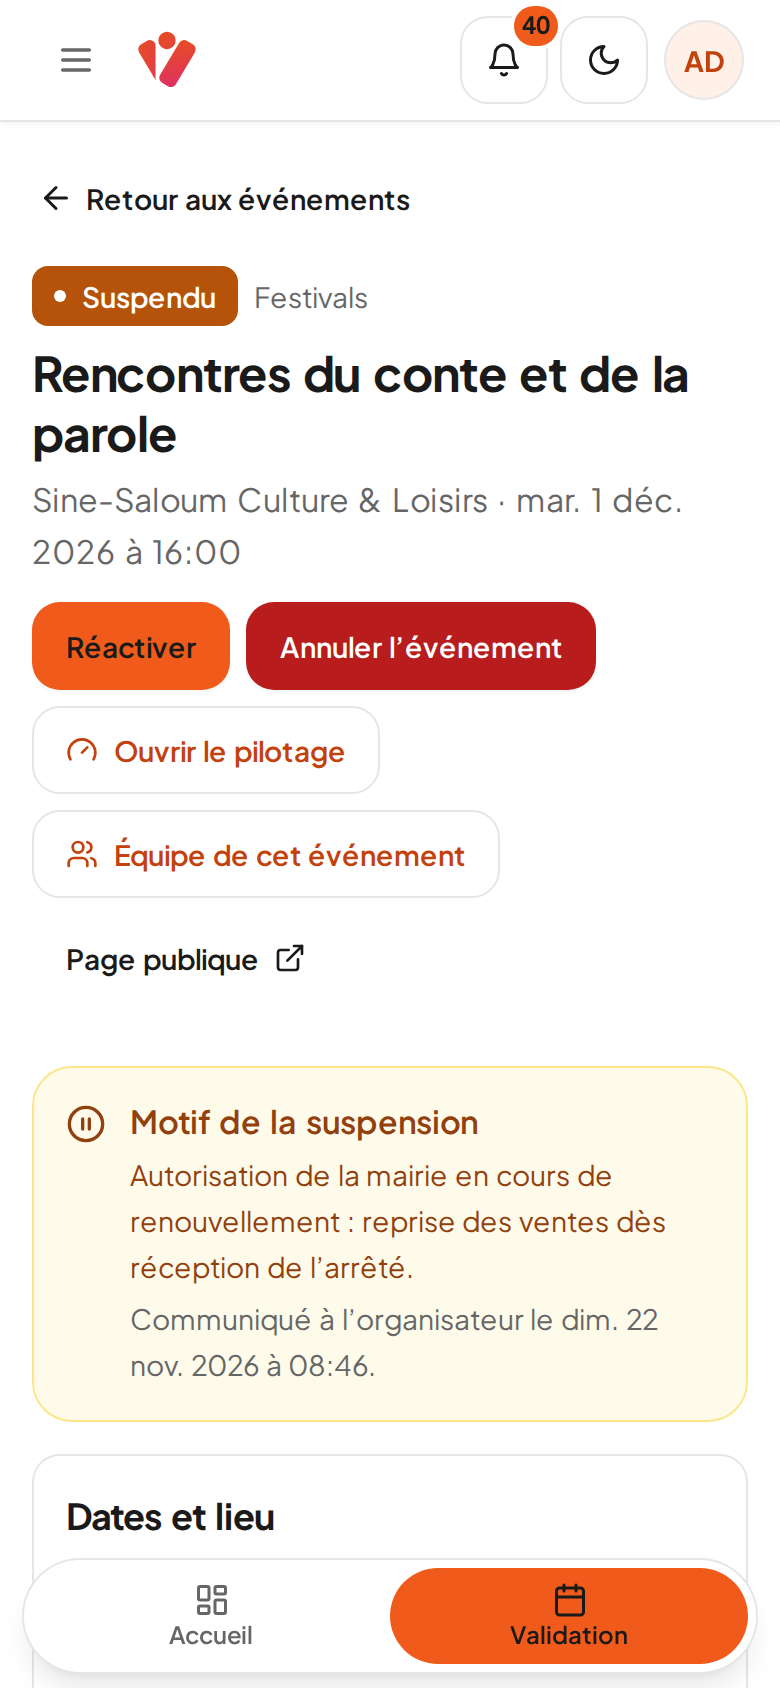 40
AD
Retour aux événements
Suspendu Festivals
Rencontres du conte et de la
parole
Sine-Saloum Culture & Loisirs · mar. 1 déc.
2026 à 16:00
Réactiver Annuler l’événement
Ouvrir le pilotage
Équipe de cet événement
Page publique
Motif de la suspension
Autorisation de la mairie en cours de
renouvellement : reprise des ventes dès
réception de l’arrêté.
Communiqué à l’organisateur le dim. 22
nov. 2026 à 08:46.
Dates et lieu
Accueil Validation